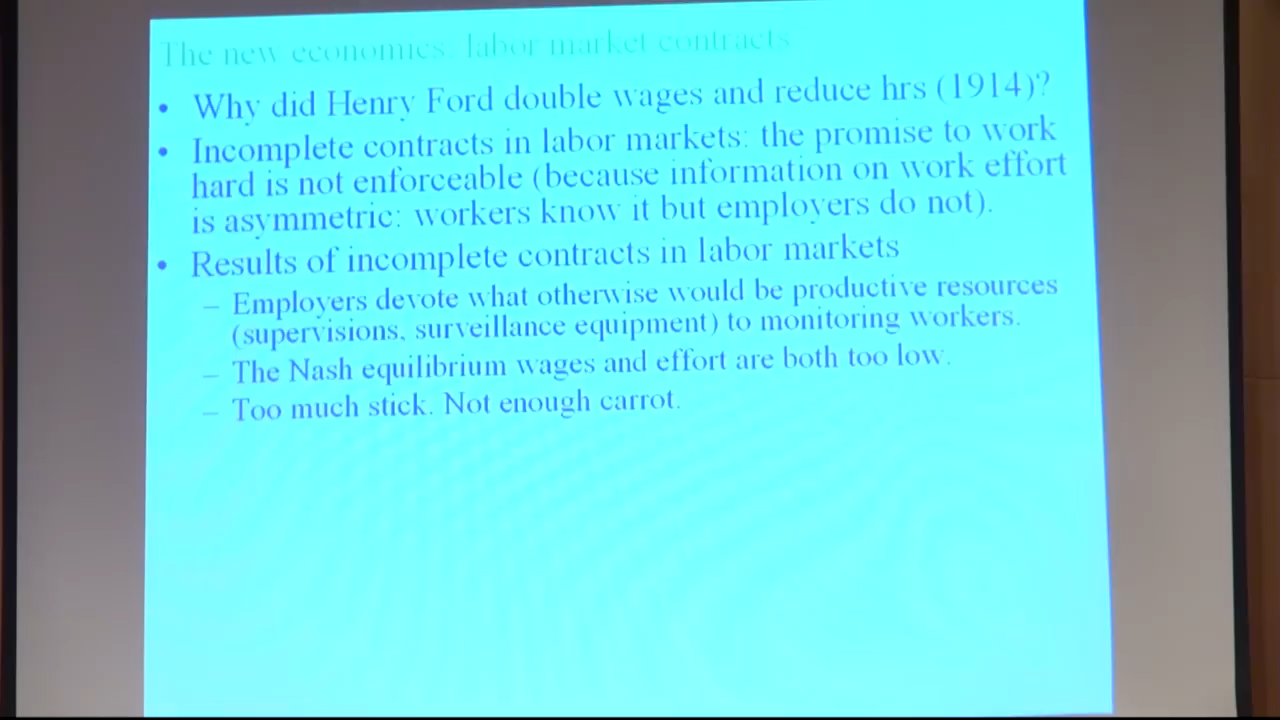 The new economics: labor market contracts
• Why did Henry Ford double wages and reduce hrs (1914)?
• Incomplete contracts in labor markets: the promise to work
hard is not enforceable (because information on work effort
is asymmetric: workers know it but employers do not).
• Results of incomplete contracts in labor markets
– Employers devote what otherwise would be productive resources
(supervisions, surveillance equipment) to monitoring workers.
– The Nash equilibrium wages and effort are both too low.
– Too much stick. Not enough carrot.